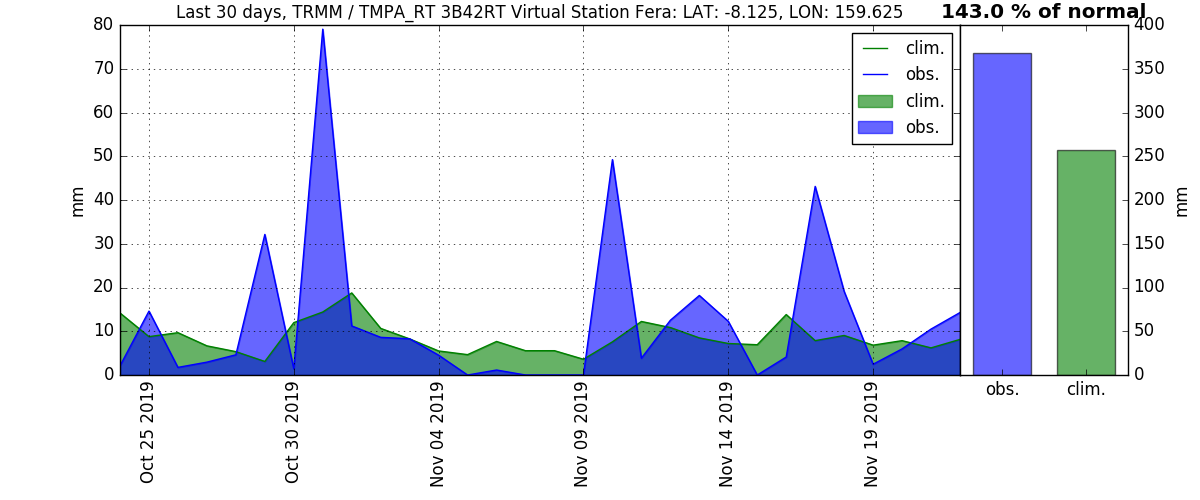 Last 30 days, TRMM / TMPA_RT 3B42RT Virtual Station Fera: LAT: -8.125, LON: 159.625
143.0 % of normal
80
70
60
50
40
30
20
10
0
mm
clim.
obs.
clim.
obs.
Oct 25 2019
Oct 30 2019
Nov 04 2019
Nov 09 2019
Nov 14 2019
Nov 19 2019
400
350
300
250
200
150
100
50
0
mm
obs.
clim.